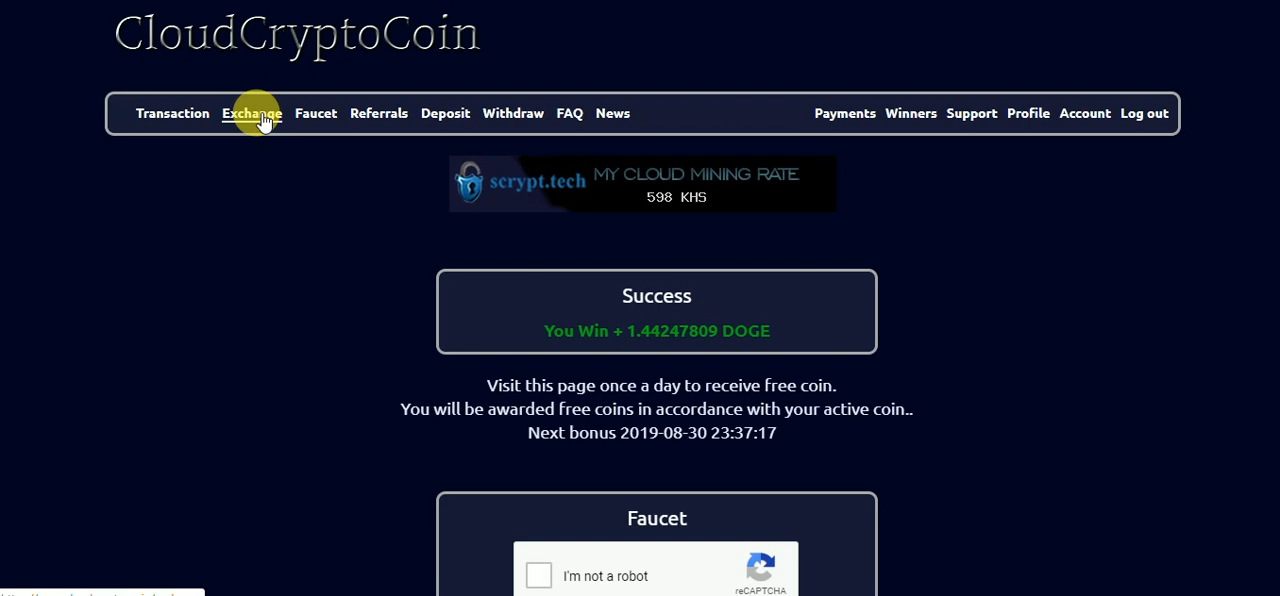 CloudCryptoCoin
Transaction Exchange Faucet Referrals Deposit Withdraw FAQ News Payments Winners Support Profile Account Log out
scrypt.tech MY CLOUD MINING RATE
598 KHS
Success
You Win + 1.44247809 DOGE
Visit this page once a day to receive free coin.
You will be awarded free coins in accordance with your active coin..
Next bonus 2019-08-30 23:37:17
Faucet
I'm not a robot
reCAPTCHA